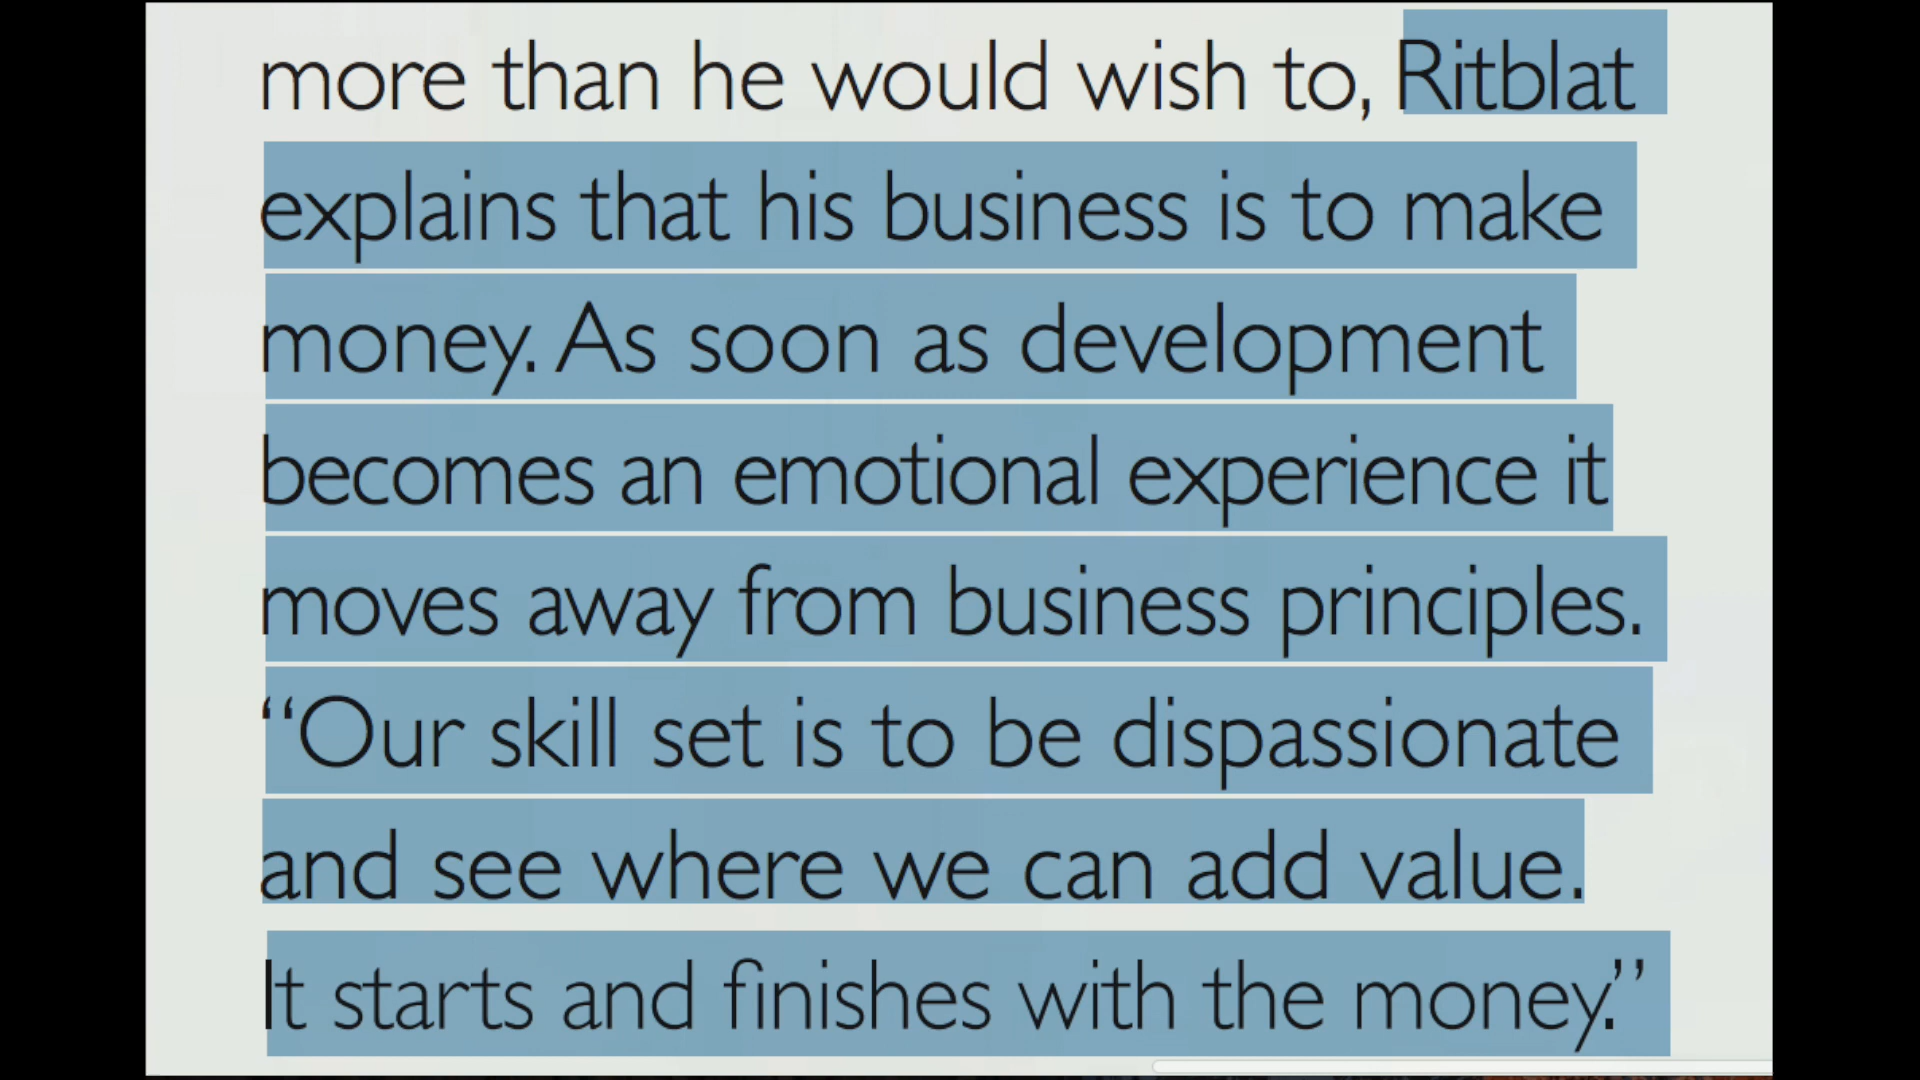 more than he would wish to, Ritblat
explains that his business is to make
money. As soon as development
becomes an emotional experience it
moves away from business principles.
“Our skill set is to be dispassionate
and see where we can add value.
It starts and finishes with the money.”